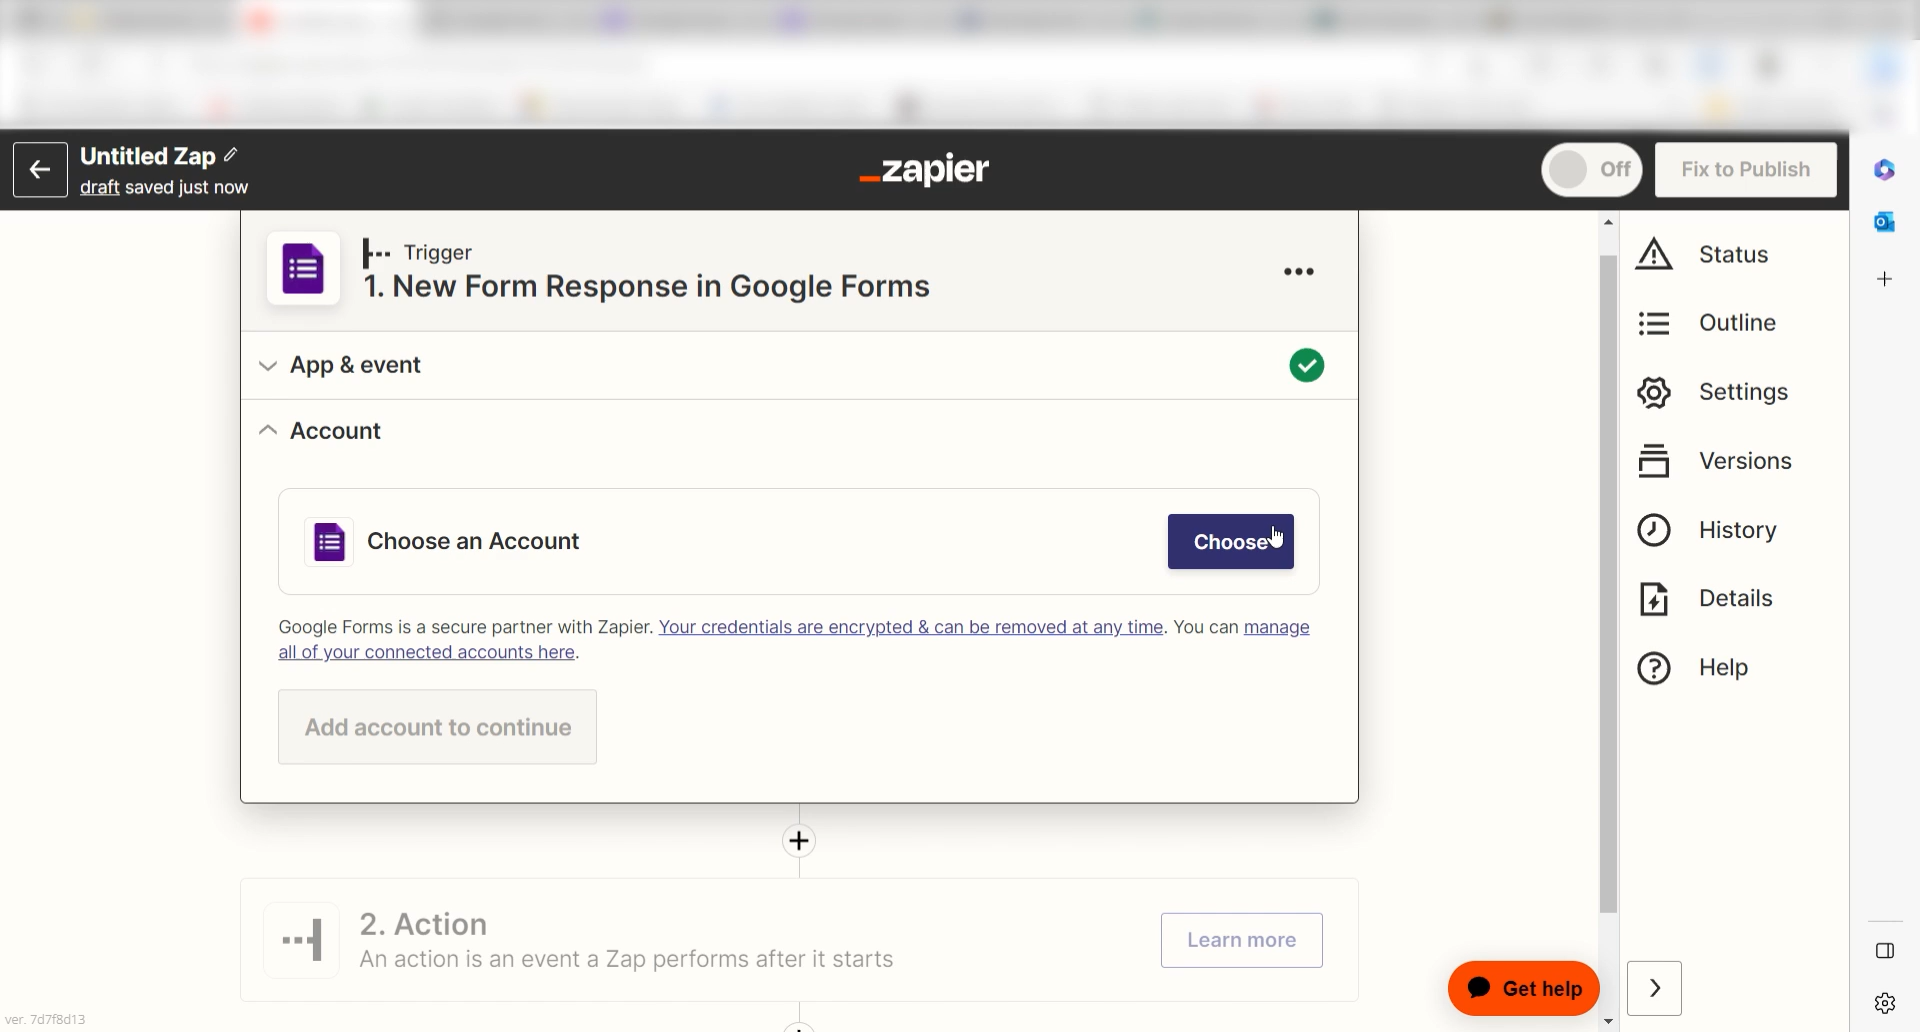 Untitled Zap
draft saved just now
zapier
Off
Fix to Publish
Trigger
1. New Form Response in Google Forms
App & event
Account
Choose an Account
Choose
Google Forms is a secure partner with Zapier. Your credentials are encrypted & can be removed at any time. You can manage
all of your connected accounts here.
Add account to continue
2. Action
An action is an event a Zap performs after it starts
Learn more
Status
Outline
Settings
Versions
History
Details
Help
Get help
ver. 7d7f8d13